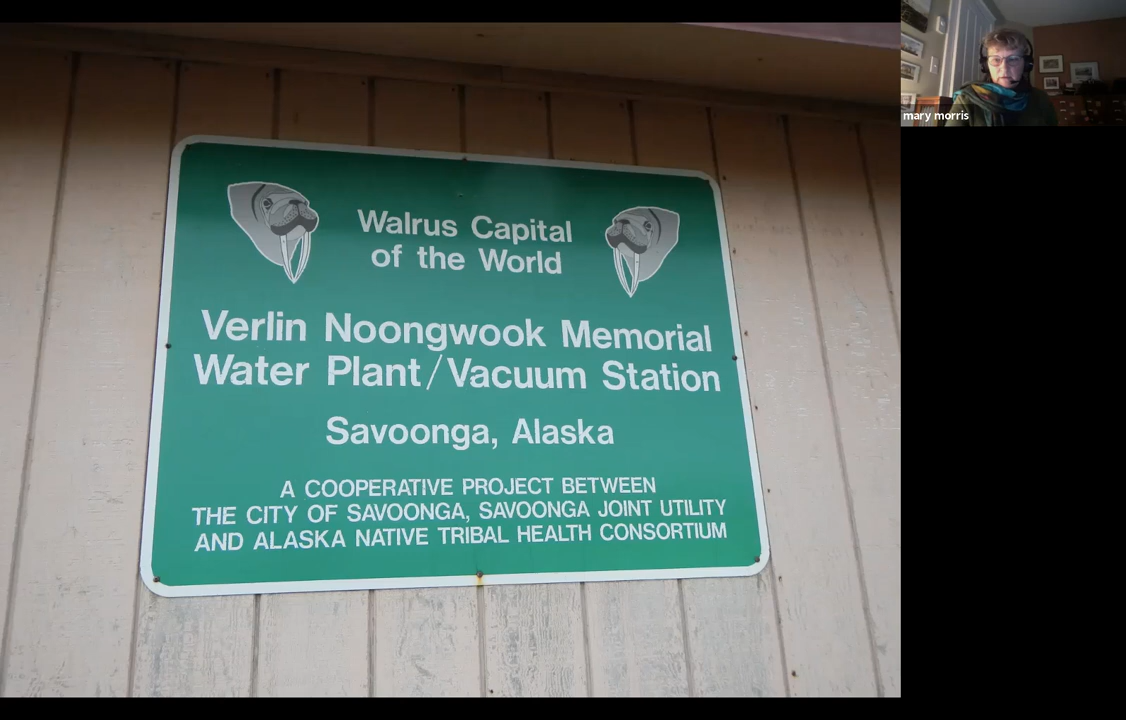 Walrus Capital
of the World
Verlin Noongwook Memorial
Water Plant/Vacuum Station
Savoonga, Alaska
A COOPERATIVE PROJECT BETWEEN
THE CITY OF SAVOONGA, SAVOONGA JOINT UTILITY
AND ALASKA NATIVE TRIBAL HEALTH CONSORTIUM
mary morris